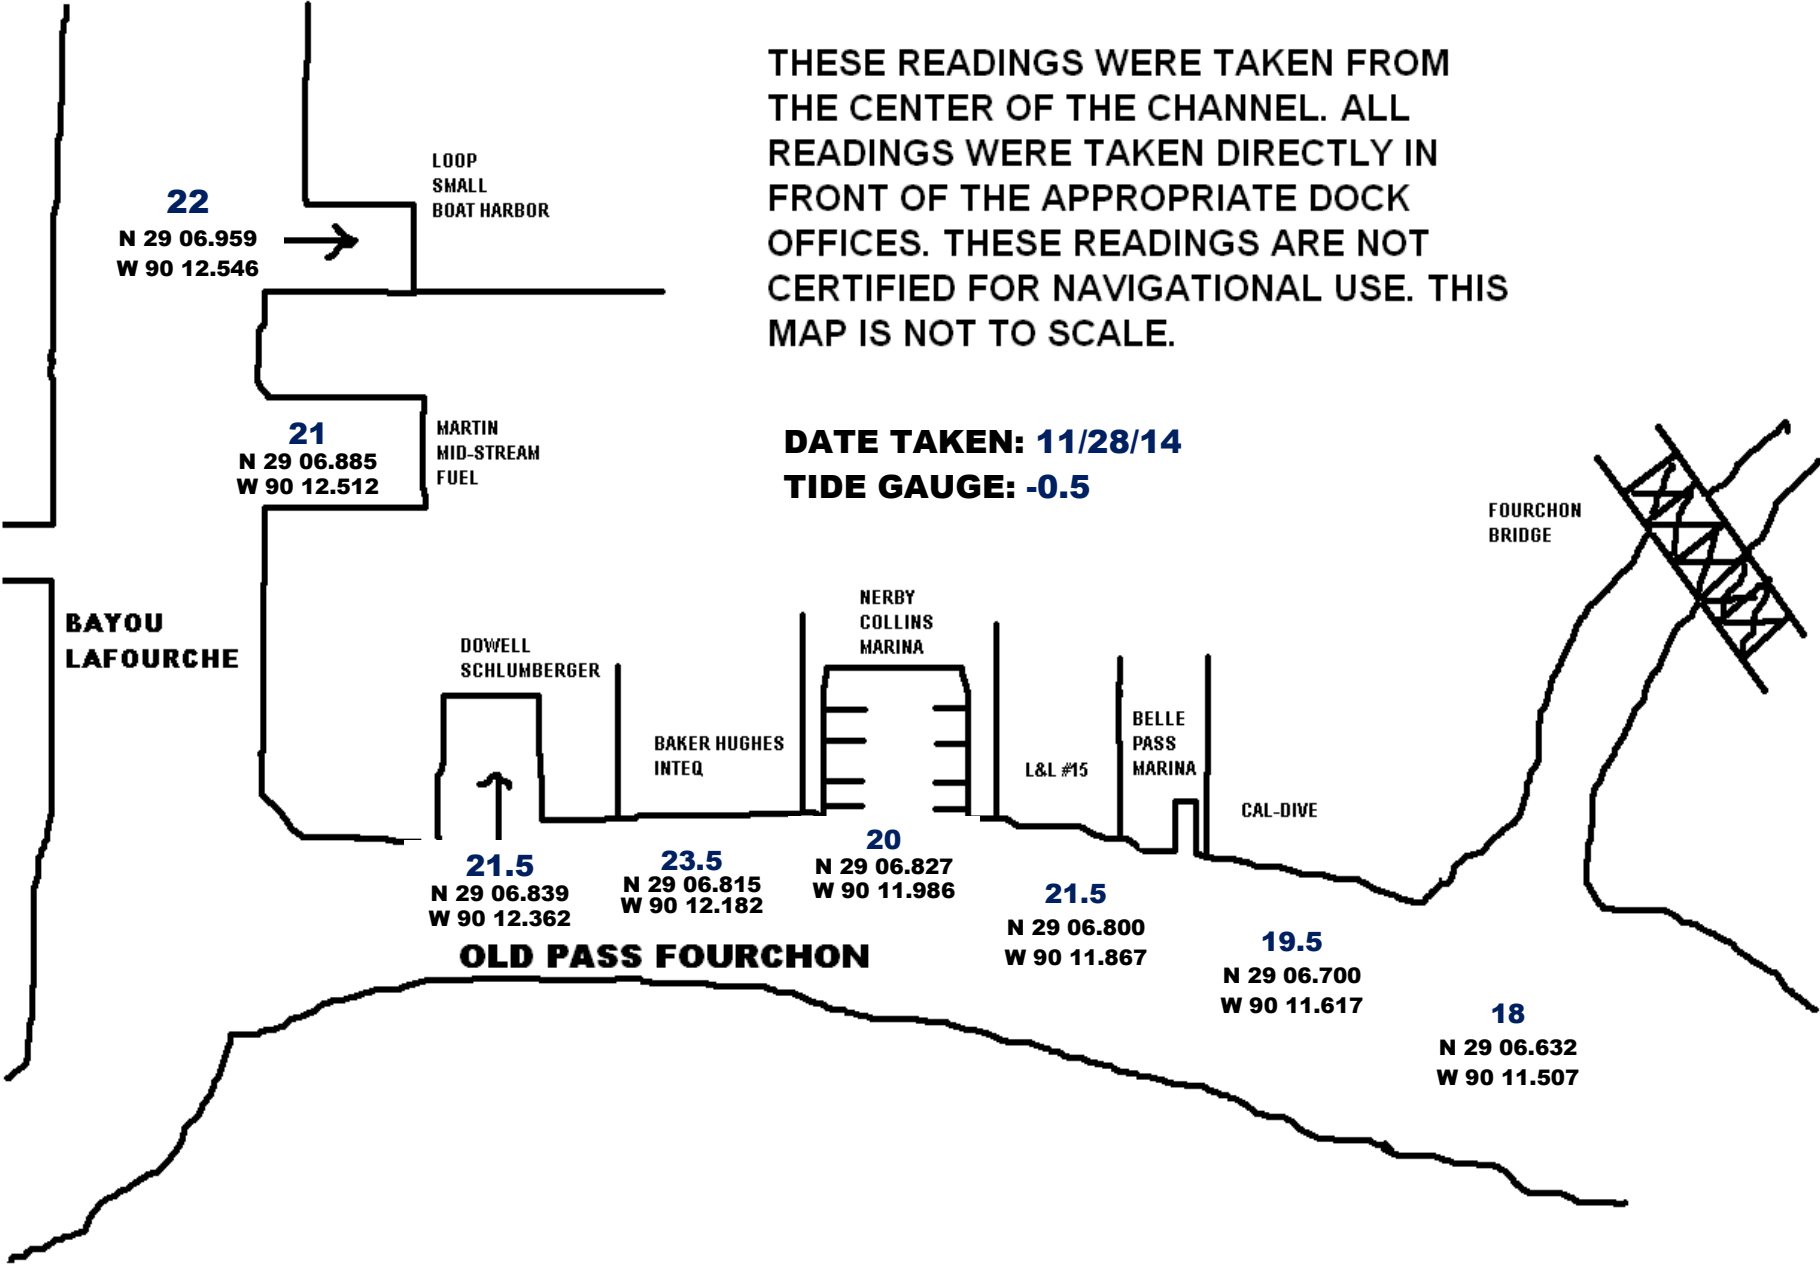 THESE READINGS WERE TAKEN FROM
THE CENTER OF THE CHANNEL. ALL
READINGS WERE TAKEN DIRECTLY IN
FRONT OF THE APPROPRIATE DOCK
OFFICES. THESE READINGS ARE NOT
CERTIFIED FOR NAVIGATIONAL USE. THIS
MAP IS NOT TO SCALE.
LOOP
SMALL
BOAT HARBOR
22
N 29 06.959
W 90 12.546
DATE TAKEN: 11/28/14
TIDE GAUGE: -0.5
21
N 29 06.885
W 90 12.512
MARTIN
MID-STREAM
FUEL
FOURCHON
BRIDGE
BAYOU
LAFOURCHE
DOWELL
SCHLUMBERGER
BAKER HUGHES
INTEQ
NERBY
COLLINS
MARINA
L&L #15
BELLE
PASS
MARINA
CAL-DIVE
21.5
N 29 06.839
W 90 12.362
23.5
N 29 06.815
W 90 12.182
20
N 29 06.827
W 90 11.986
21.5
N 29 06.800
W 90 11.867
19.5
N 29 06.700
W 90 11.617
18
N 29 06.632
W 90 11.507
OLD PASS FOURCHON